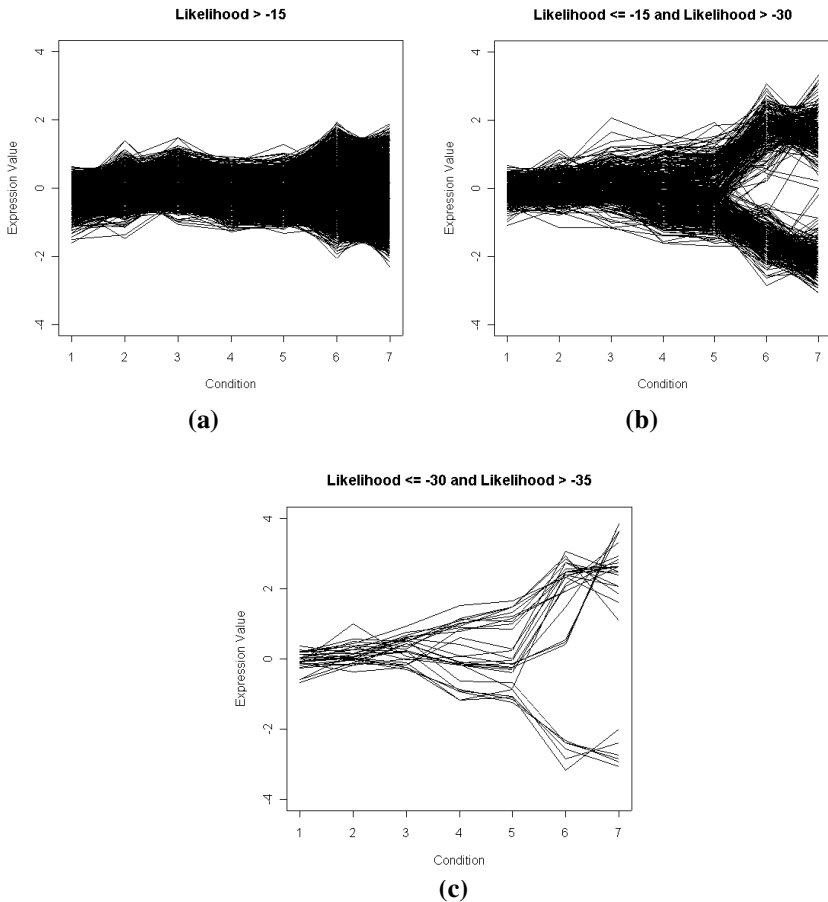 Likelihood > -15
Expression Value
4
2
0
-2
-4
1 2 3 4 5 6 7
Condition
(a)
Likelihood <= -15 and Likelihood > -30
Expression Value
4
2
0
-2
-4
1 2 3 4 5 6 7
Condition
(b)
Likelihood <= -30 and Likelihood > -35
Expression Value
4
2
0
-2
-4
1 2 3 4 5 6 7
Condition
(c)